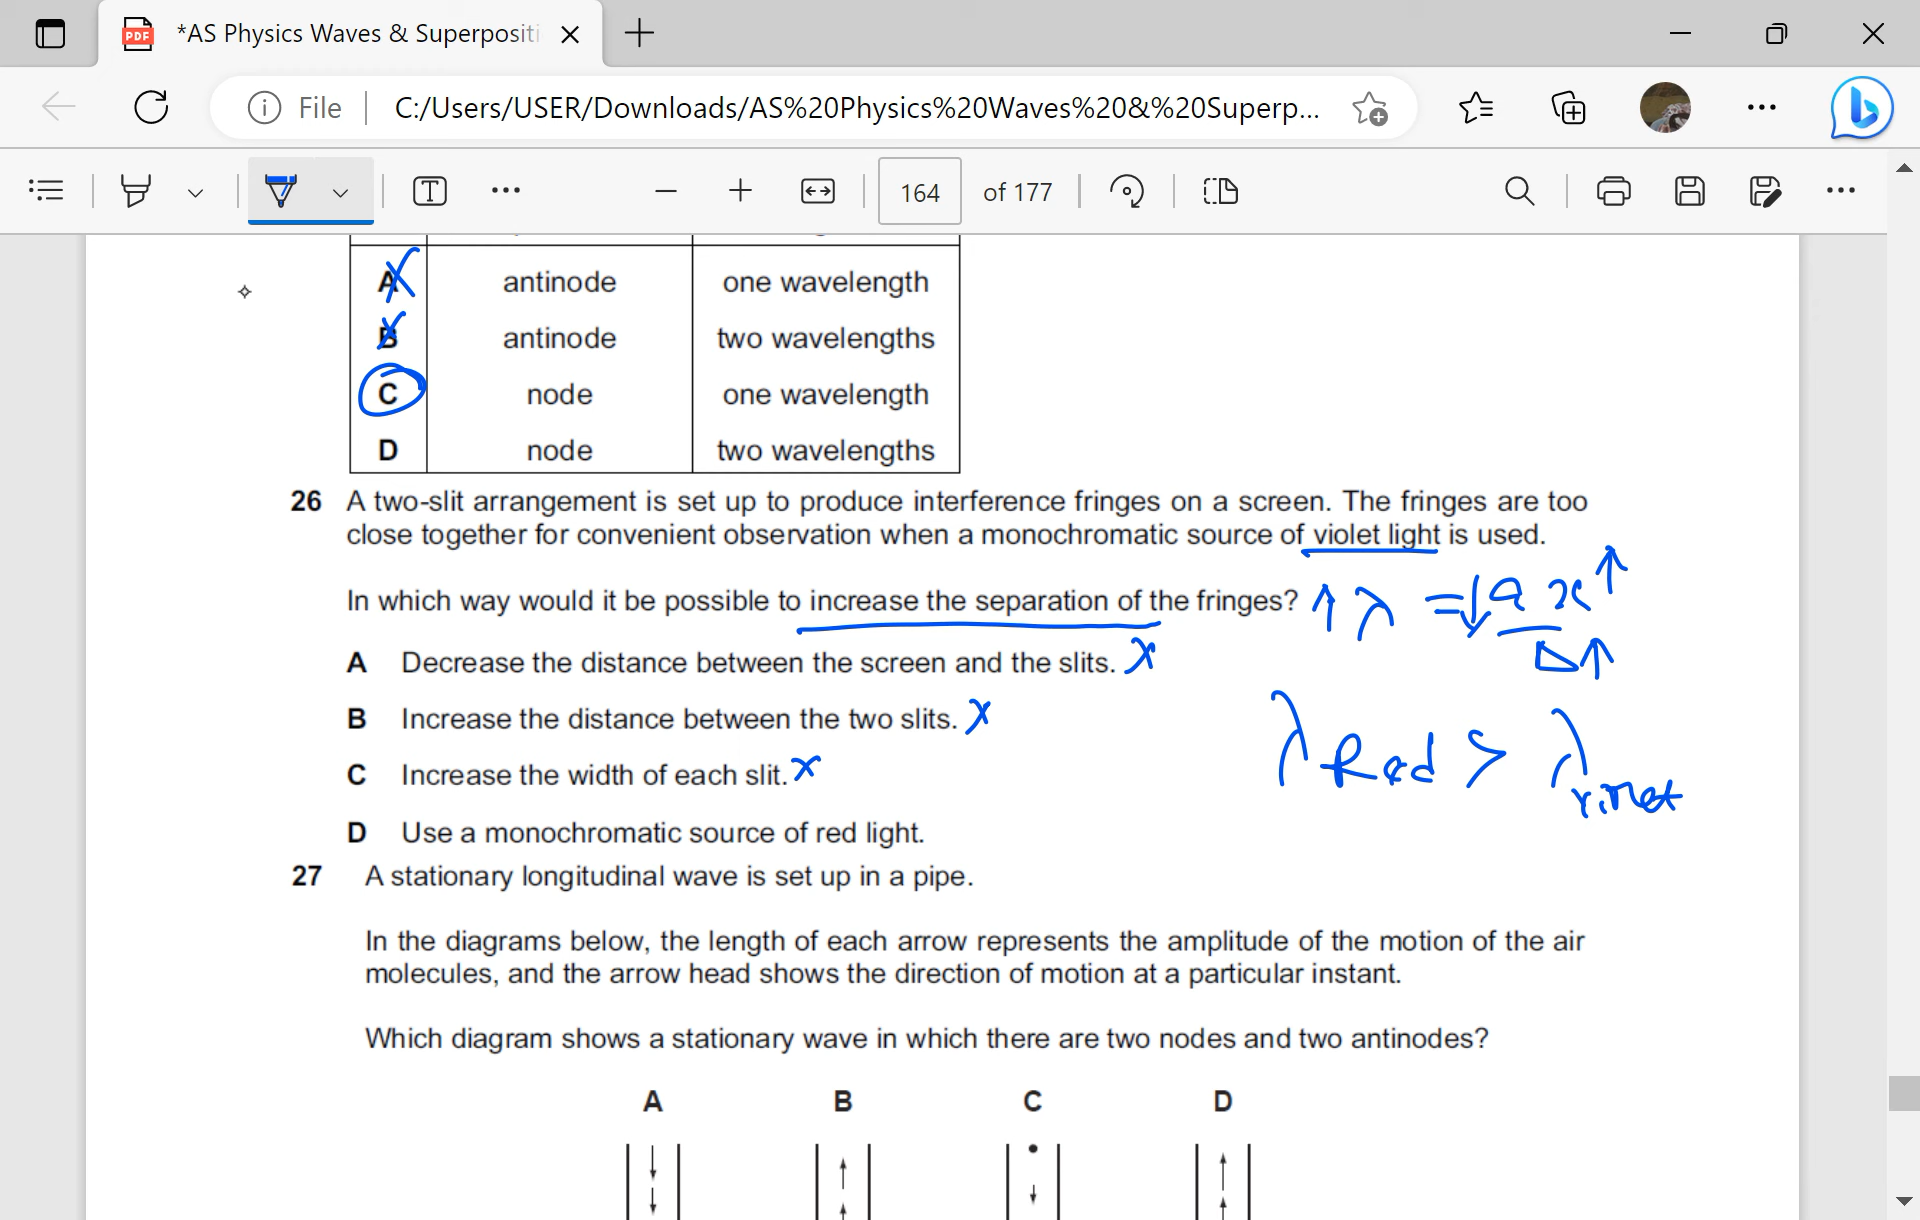 *AS Physics Waves & Superpositi
File
C:/Users/USER/Downloads/AS%20Physics%20Waves%20&%20Superp...
164 of 177
A antinode one wavelength
B antinode two wavelengths
C node one wavelength
D node two wavelengths
26 A two-slit arrangement is set up to produce interference fringes on a screen. The fringes are too
close together for convenient observation when a monochromatic source of violet light is used.
In which way would it be possible to increase the separation of the fringes? ↑ λ = ↓ a x ↑
D ↑
A Decrease the distance between the screen and the slits. x
B Increase the distance between the two slits. x
C Increase the width of each slit. x
λ Red > λ violet
D Use a monochromatic source of red light.
27 A stationary longitudinal wave is set up in a pipe.
In the diagrams below, the length of each arrow represents the amplitude of the motion of the air
molecules, and the arrow head shows the direction of motion at a particular instant.
Which diagram shows a stationary wave in which there are two nodes and two antinodes?
A B C D